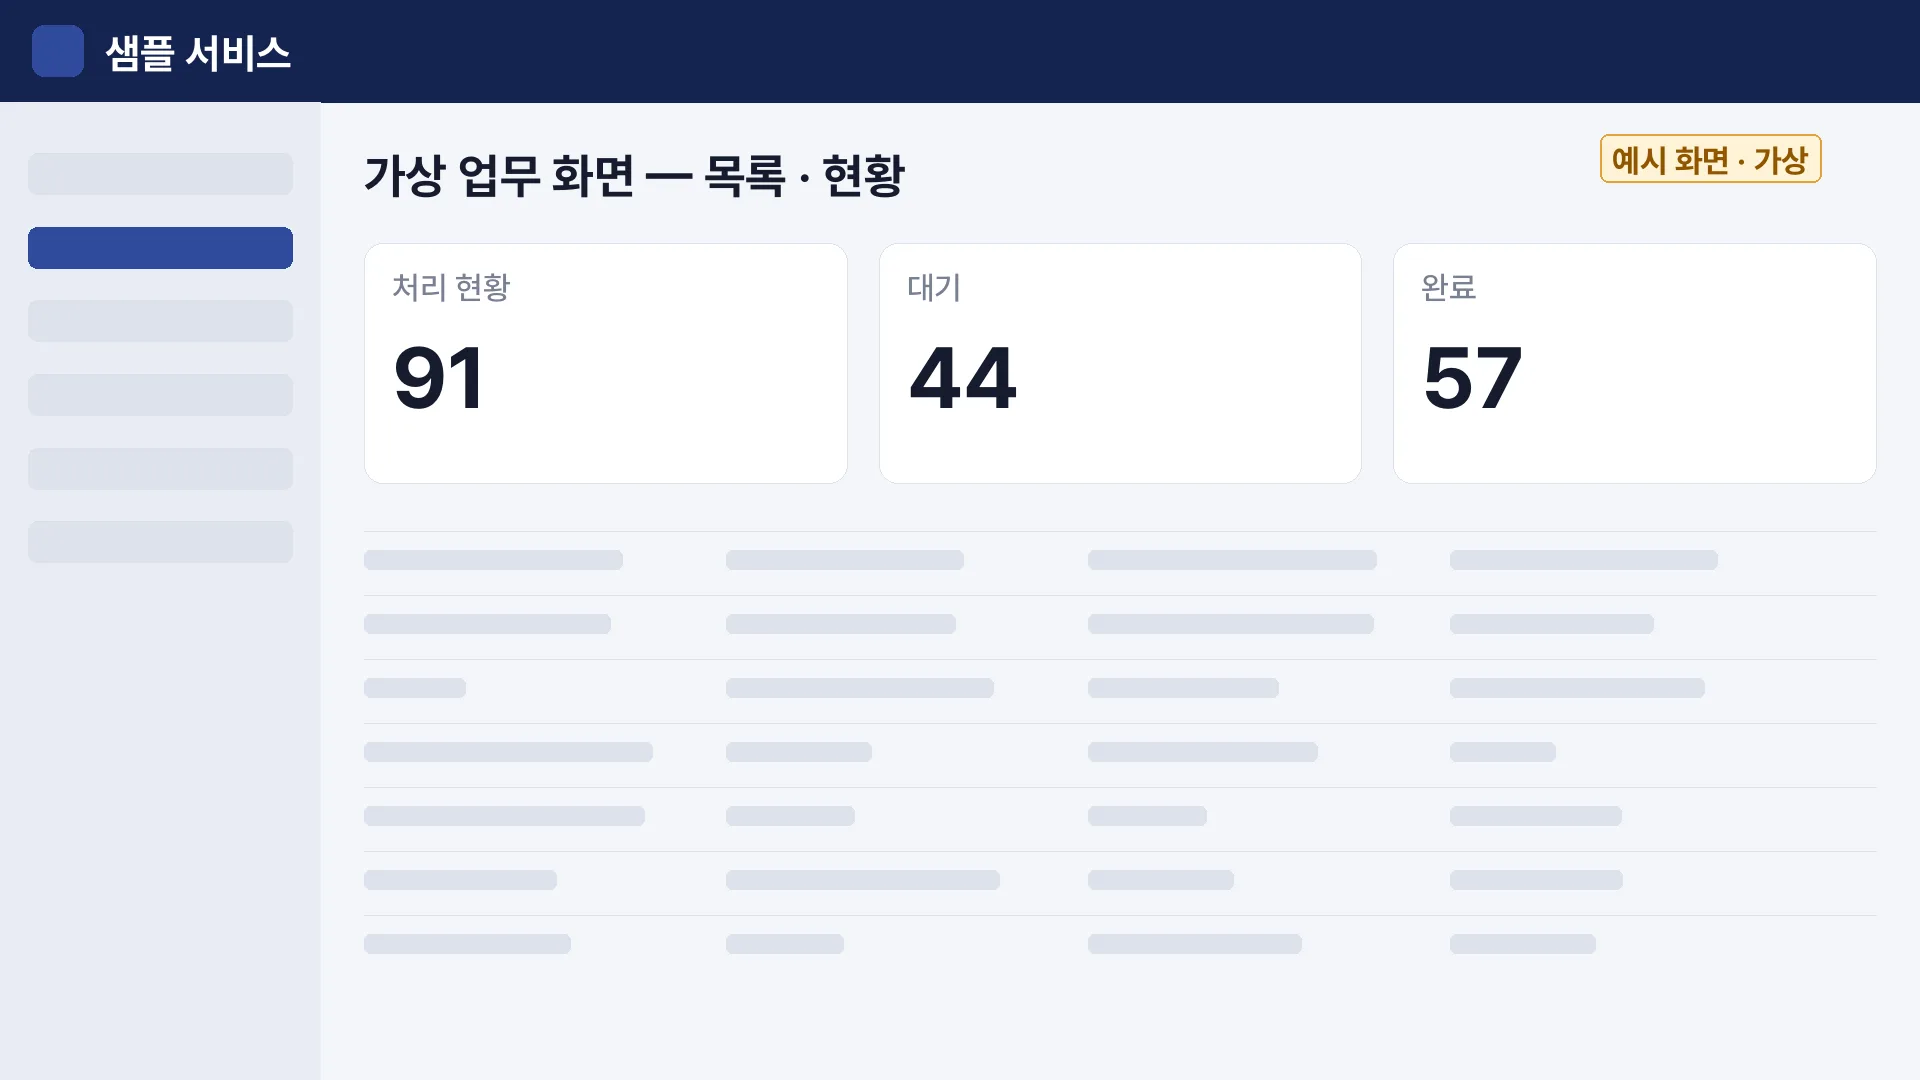 샘플 서비스
가상 업무 화면 — 목록 · 현황
예시 화면 · 가상
처리 현황
91
대기
44
완료
57